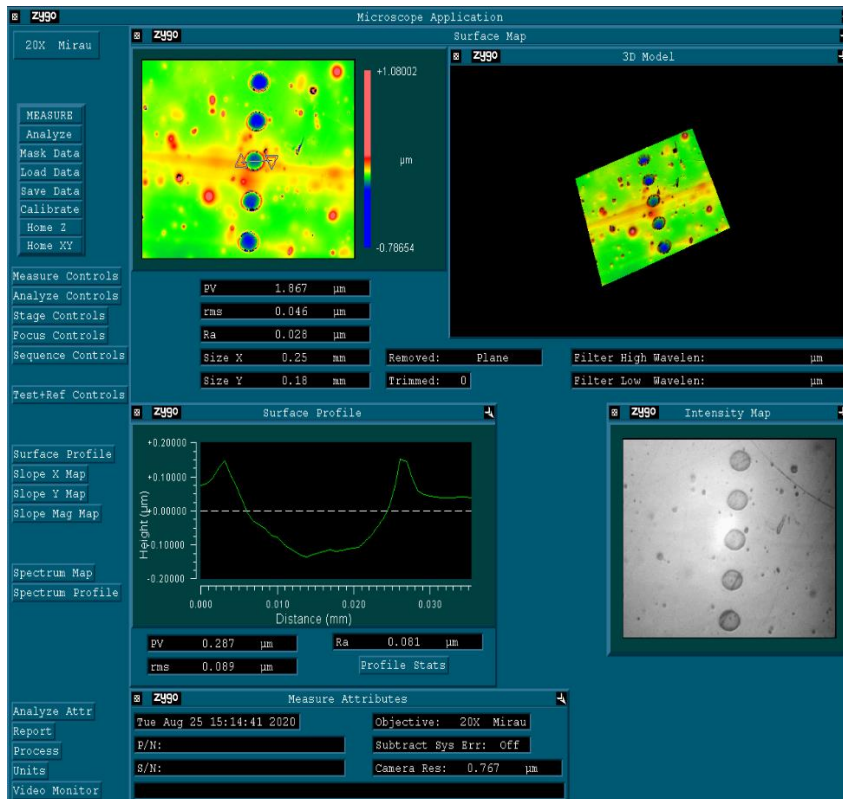 zygo Microscope Application
20X Mirau
MEASURE
Analyze
Mask Data
Load Data
Save Data
Calibrate
Home Z
Home XY
Measure Controls
Analyze Controls
Stage Controls
Focus Controls
Sequence Controls
Test+Ref Controls
Surface Profile
Slope X Map
Slope Y Map
Slope Mag Map
Spectrum Map
Spectrum Profile
Analyze Attr
Report
Process
Units
Video Monitor
zygo Surface Map
+1.08002
µm
-0.78654
zygo 3D Model
PV 1.867 µm
rms 0.046 µm
Ra 0.028 µm
Size X 0.25 mm
Size Y 0.18 mm
Removed: Plane
Trimmed: 0
Filter High Wavelen: µm
Filter Low Wavelen: µm
zygo Surface Profile
+0.20000
+0.10000
+0.00000
-0.10000
-0.20000
Height (µm)
0.000 0.010 0.020 0.030
Distance (mm)
PV 0.287 µm
rms 0.089 µm
Ra 0.081 µm
Profile Stats
zygo Intensity Map
zygo Measure Attributes
Tue Aug 25 15:14:41 2020
P/N:
S/N:
Objective: 20X Mirau
Subtract Sys Err: Off
Camera Res: 0.767 µm